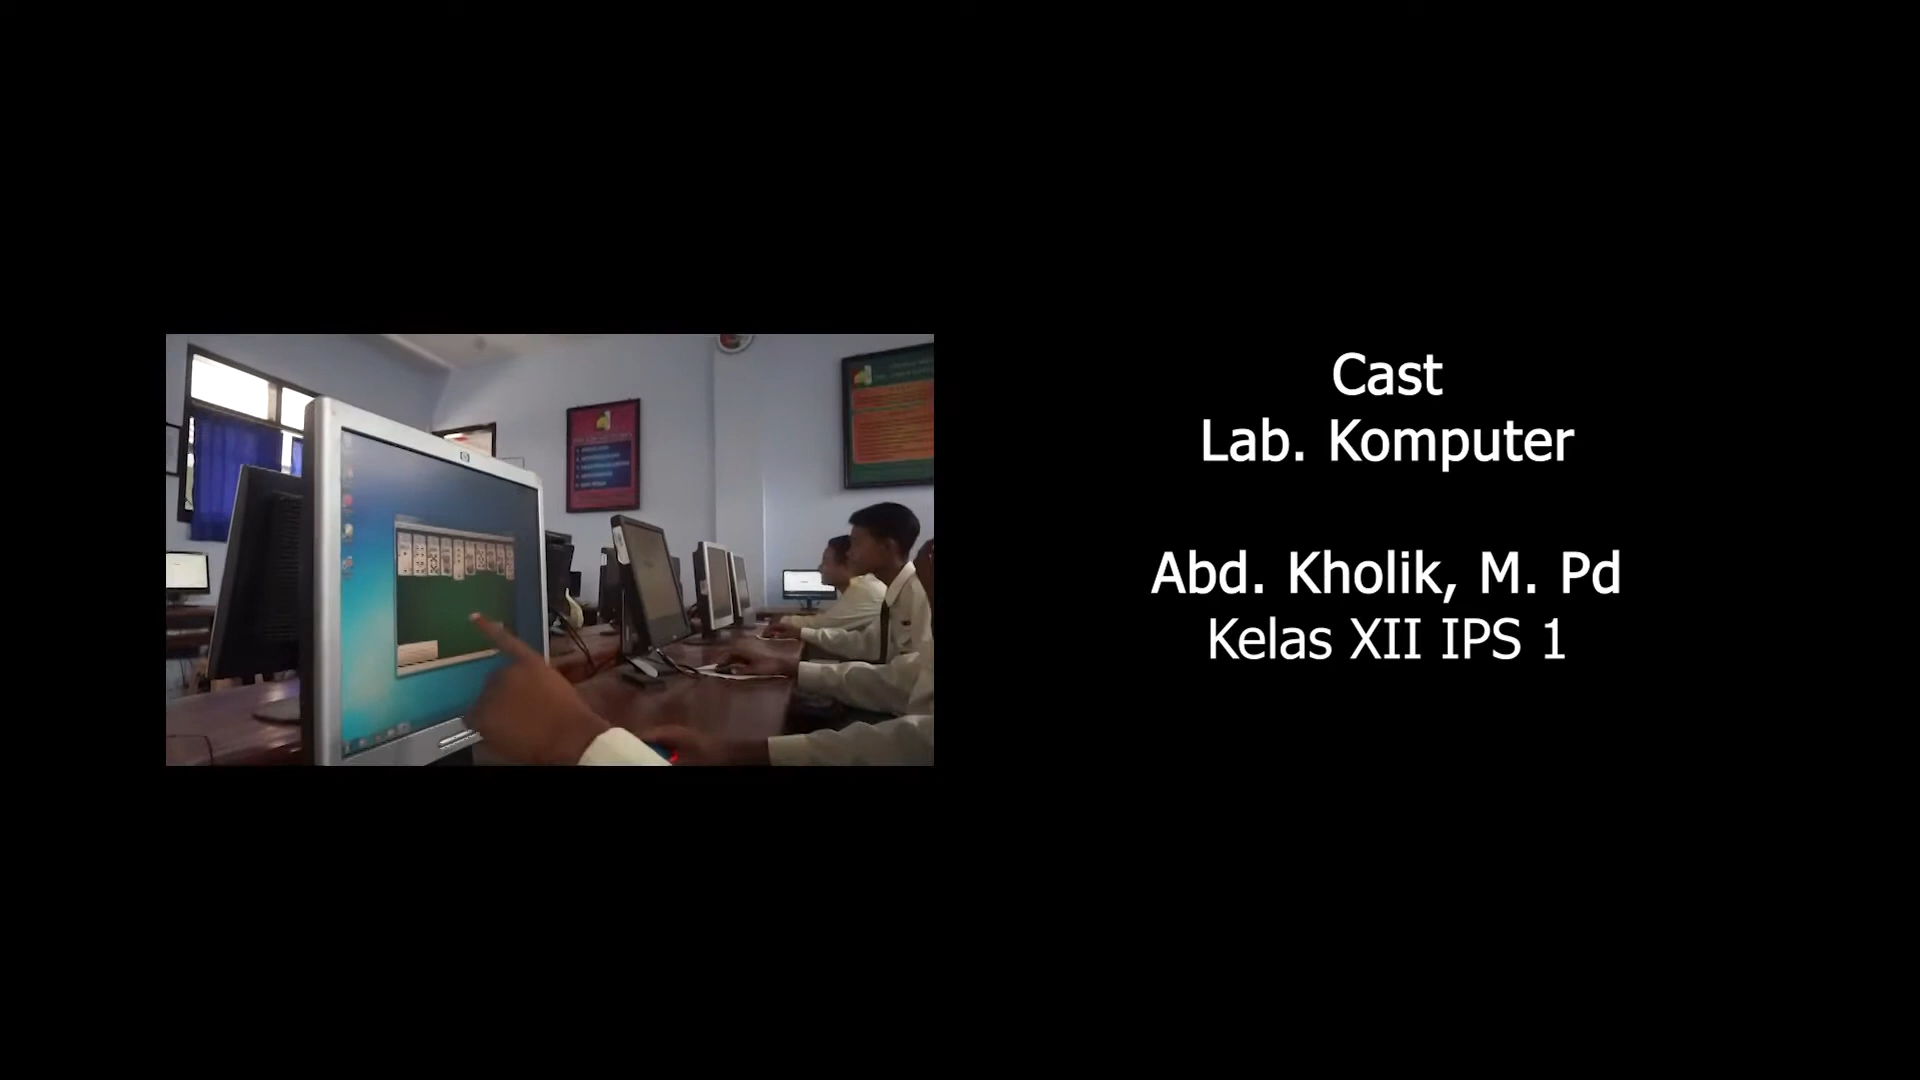 Cast
Lab. Komputer
Abd. Kholik, M. Pd
Kelas XII IPS 1